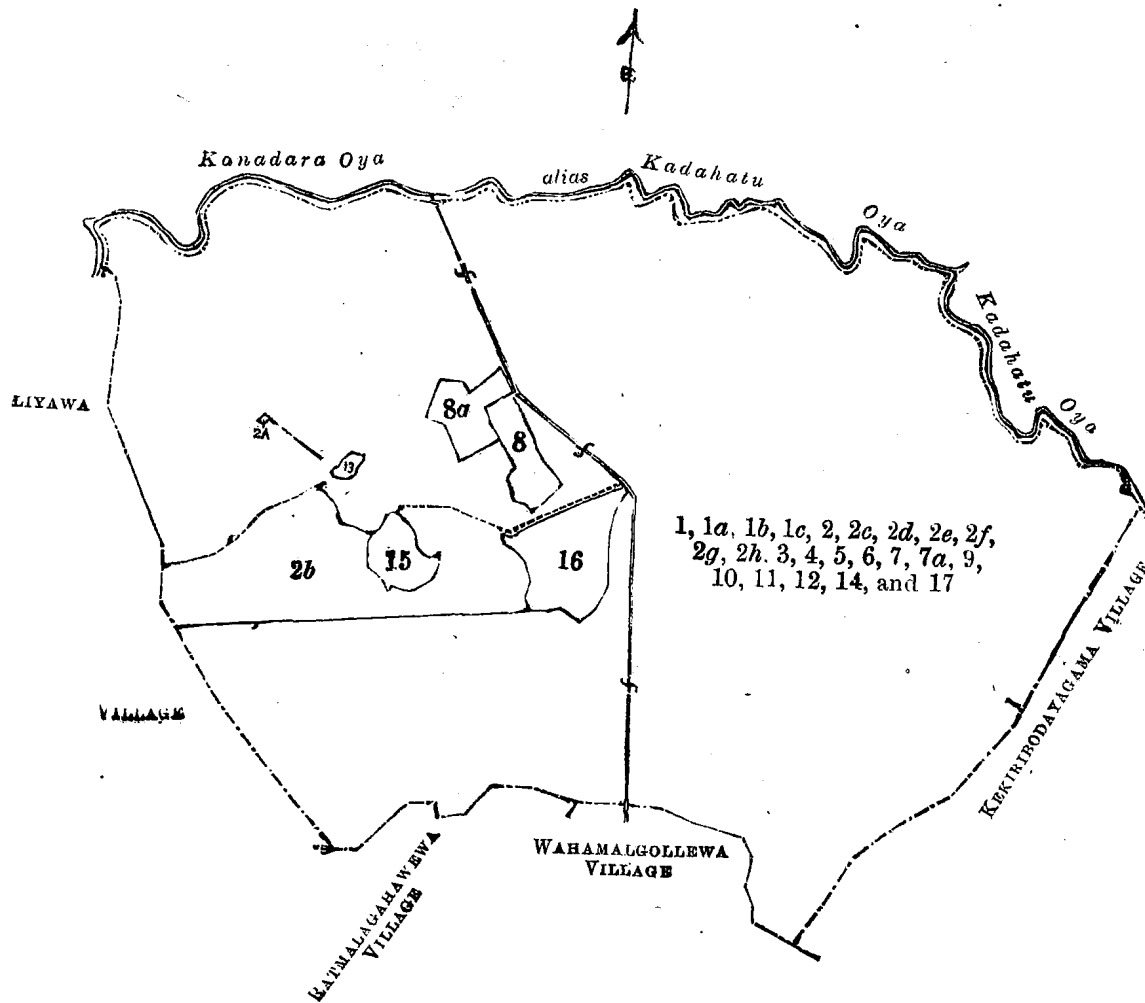 Kanadara Oya
alias
Kadahatu
Oya
Kadahatu
Oya
LIYAWA
8a
8
2A
13
15
2b
16
1, 1a, 1b, 1c, 2, 2c, 2d, 2e, 2f,
2g, 2h. 3, 4, 5, 6, 7, 7a, 9,
10, 11, 12, 14, and 17
VILLAGE
KEKIRIBODAYAGAMA VILLAGE
WAHAMALGOLLEWA
VILLAGE
RATMALAGAHAWEWA
VILLAGE